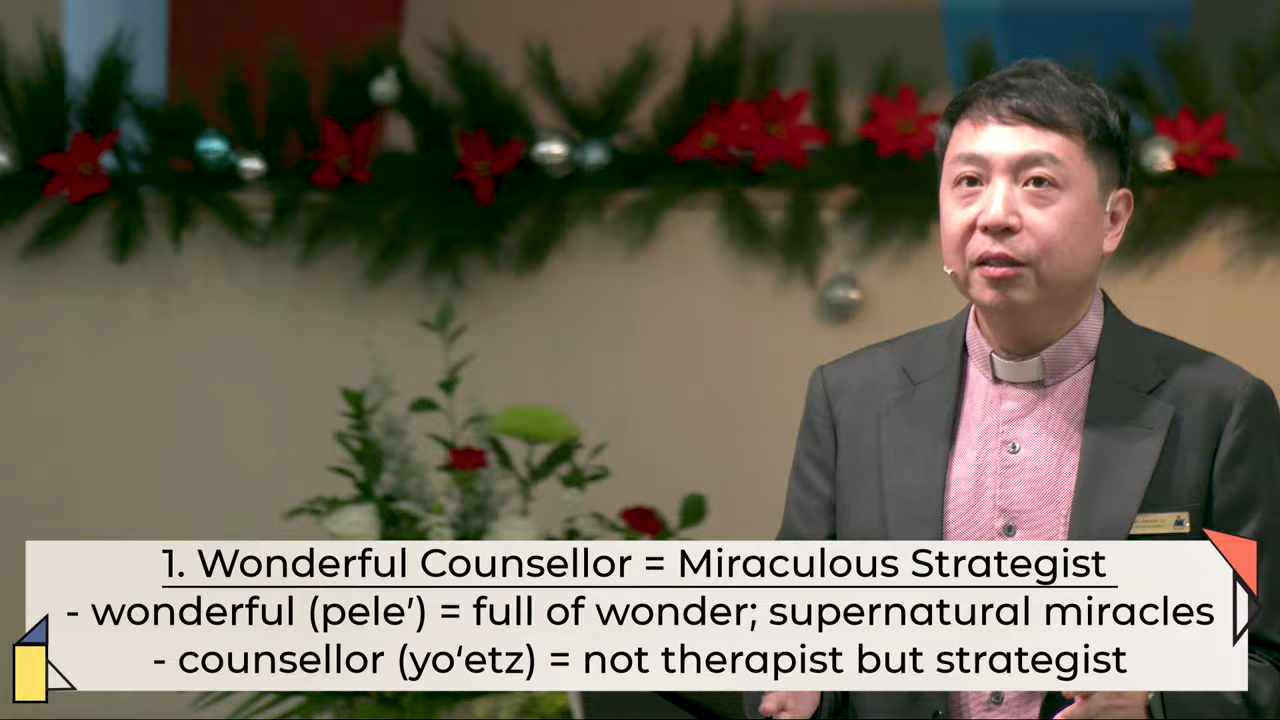 1. Wonderful Counsellor = Miraculous Strategist
- wonderful (pele’) = full of wonder; supernatural miracles
- counsellor (yo‘etz) = not therapist but strategist